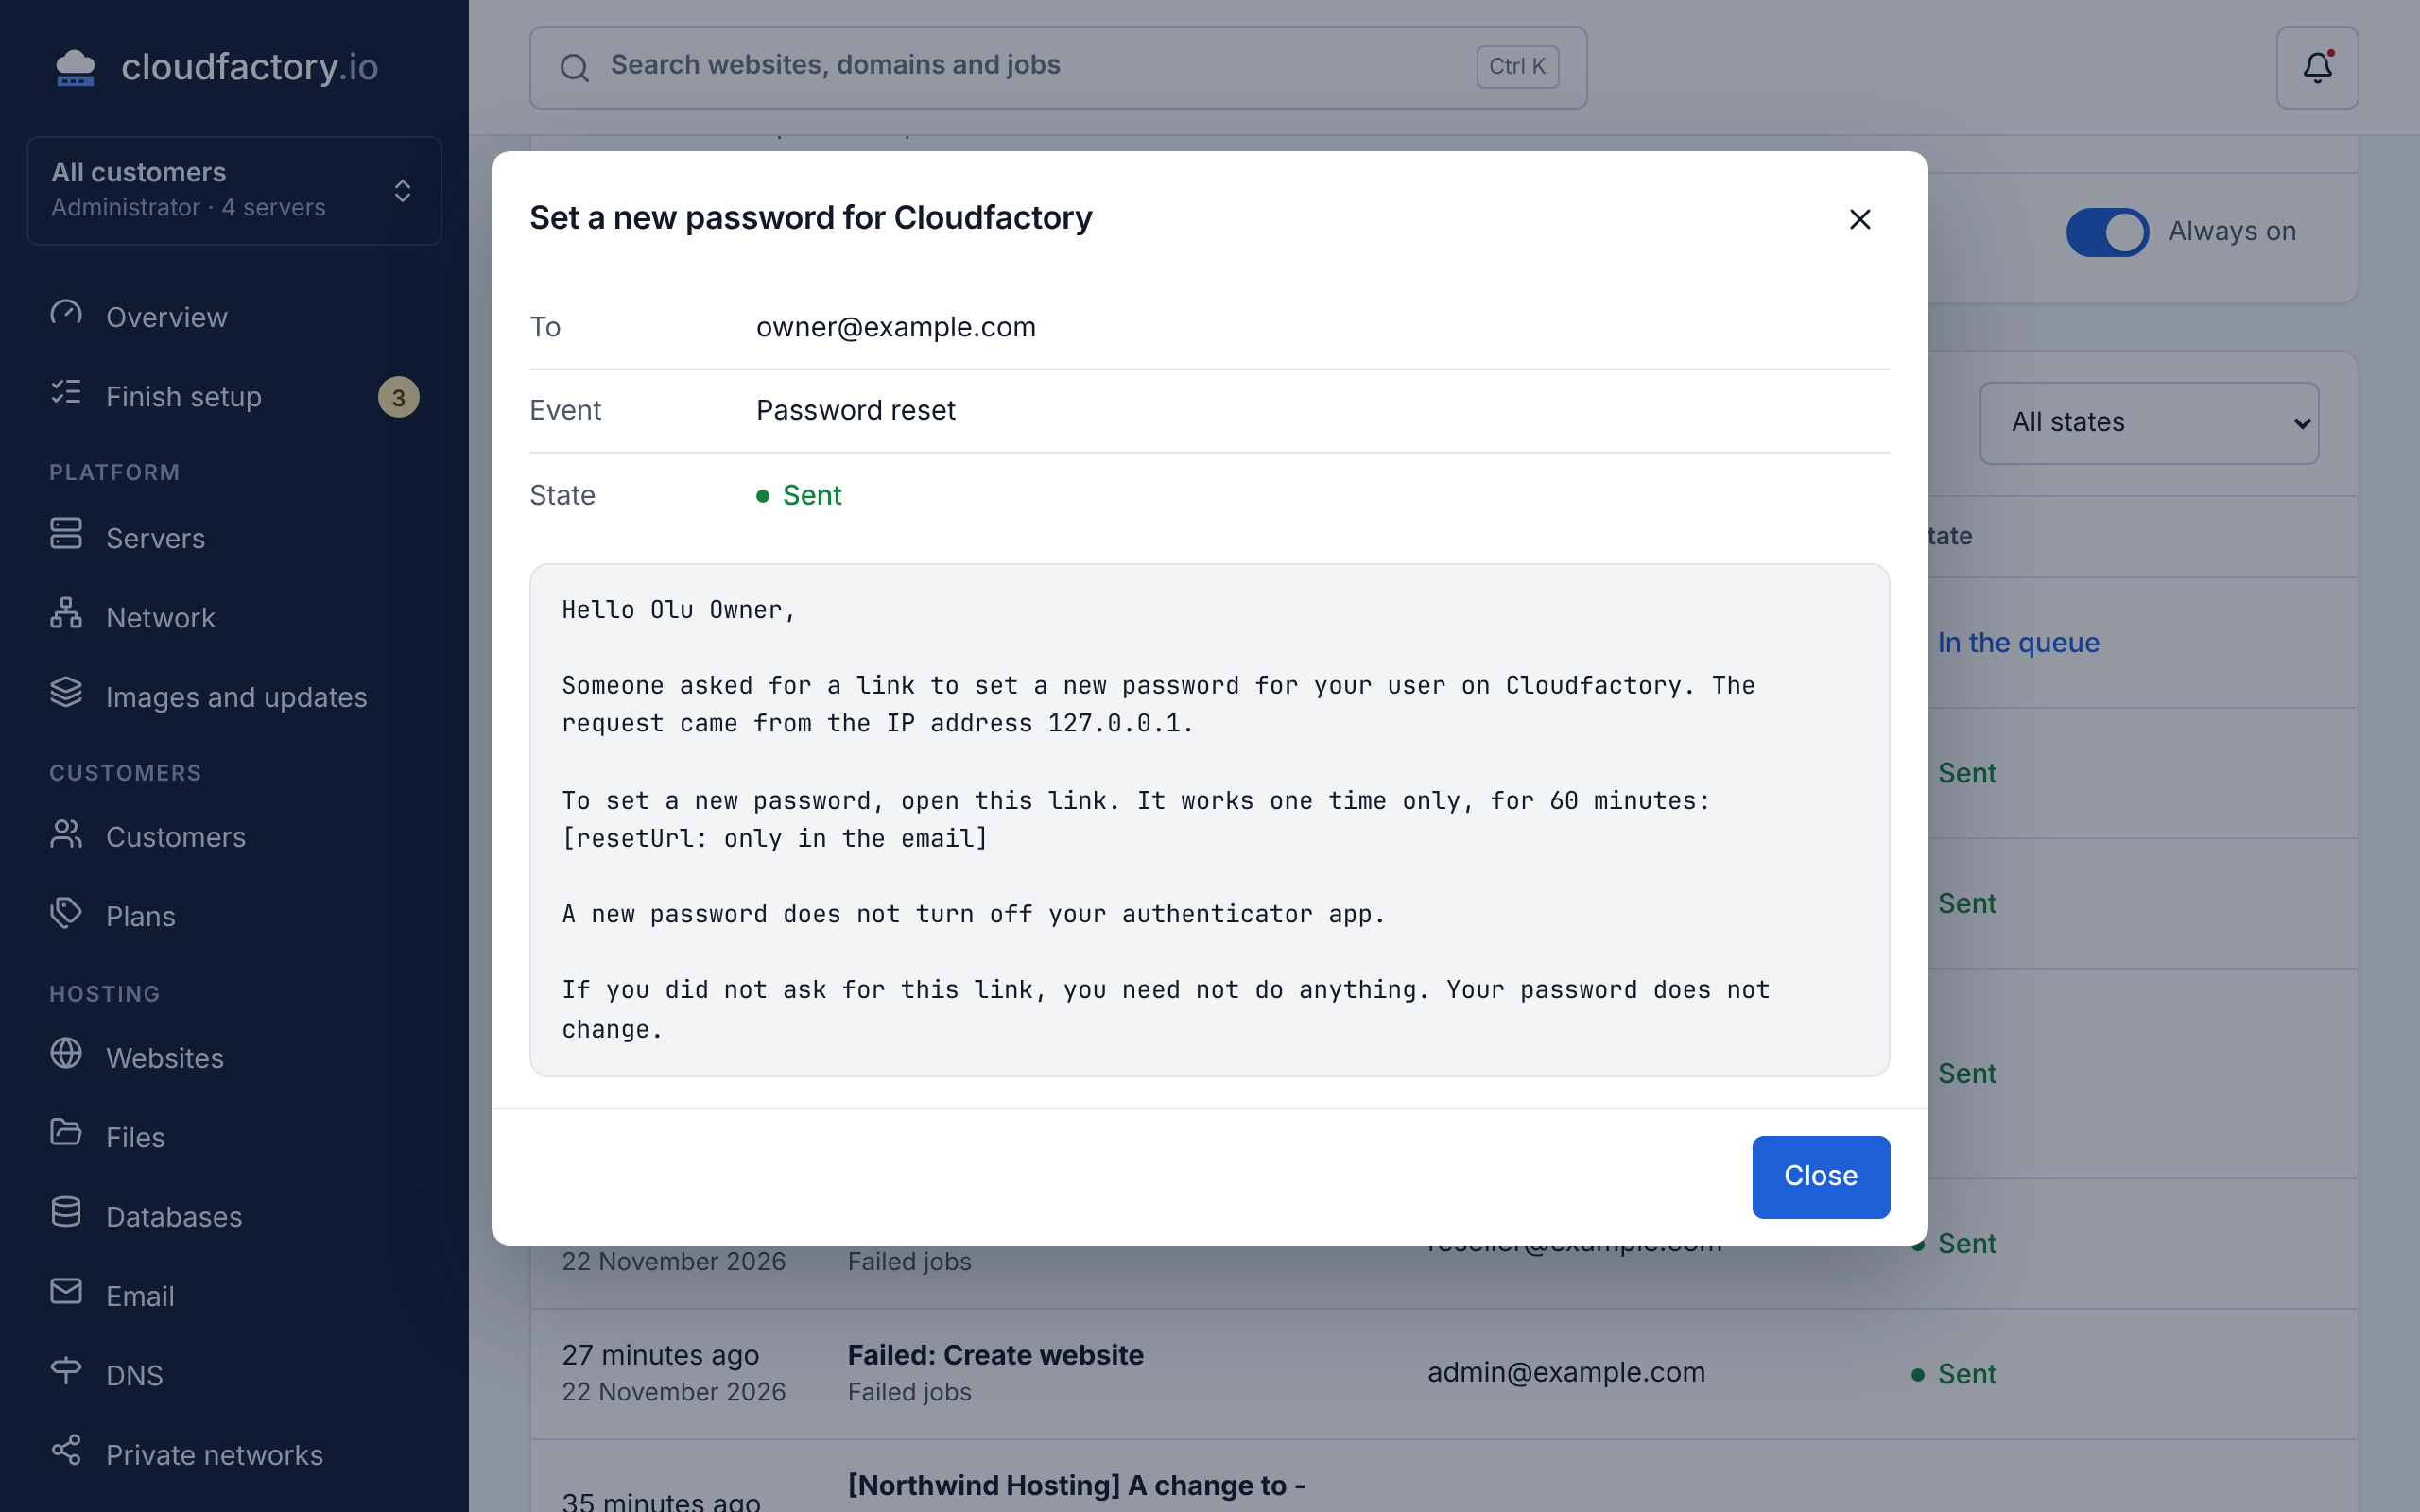 cloudfactory.io
Search websites, domains and jobs
Ctrl K
All customers
Administrator · 4 servers
Overview
Finish setup
3
PLATFORM
Servers
Network
Images and updates
CUSTOMERS
Customers
Plans
HOSTING
Websites
Files
Databases
Email
DNS
Private networks
Set a new password for Cloudfactory
To
owner@example.com
Event
Password reset
State
Sent
Hello Olu Owner,
Someone asked for a link to set a new password for your user on Cloudfactory. The
request came from the IP address 127.0.0.1.
To set a new password, open this link. It works one time only, for 60 minutes:
[resetUrl: only in the email]
A new password does not turn off your authenticator app.
If you did not ask for this link, you need not do anything. Your password does not
change.
Close
Always on
All states
In the queue
Sent
Sent
Sent
22 November 2026
Failed jobs
reseller@example.com
Sent
27 minutes ago
22 November 2026
Failed: Create website
Failed jobs
admin@example.com
Sent
35 minutes ago
[Northwind Hosting] A change to -